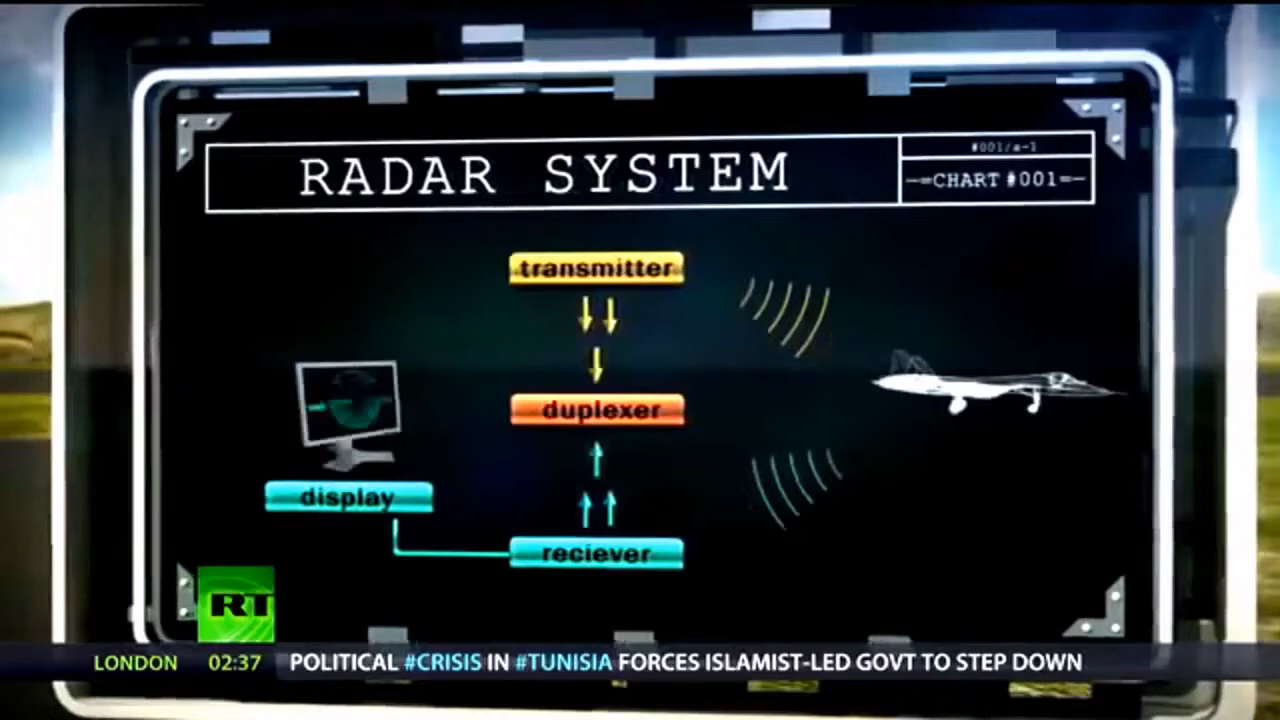 RADAR SYSTEM
#001/a-1
-=CHART #001=-
transmitter
duplexer
display
reciever
RT
LONDON 02:37 POLITICAL #CRISIS IN #TUNISIA FORCES ISLAMIST-LED GOVT TO STEP DOWN